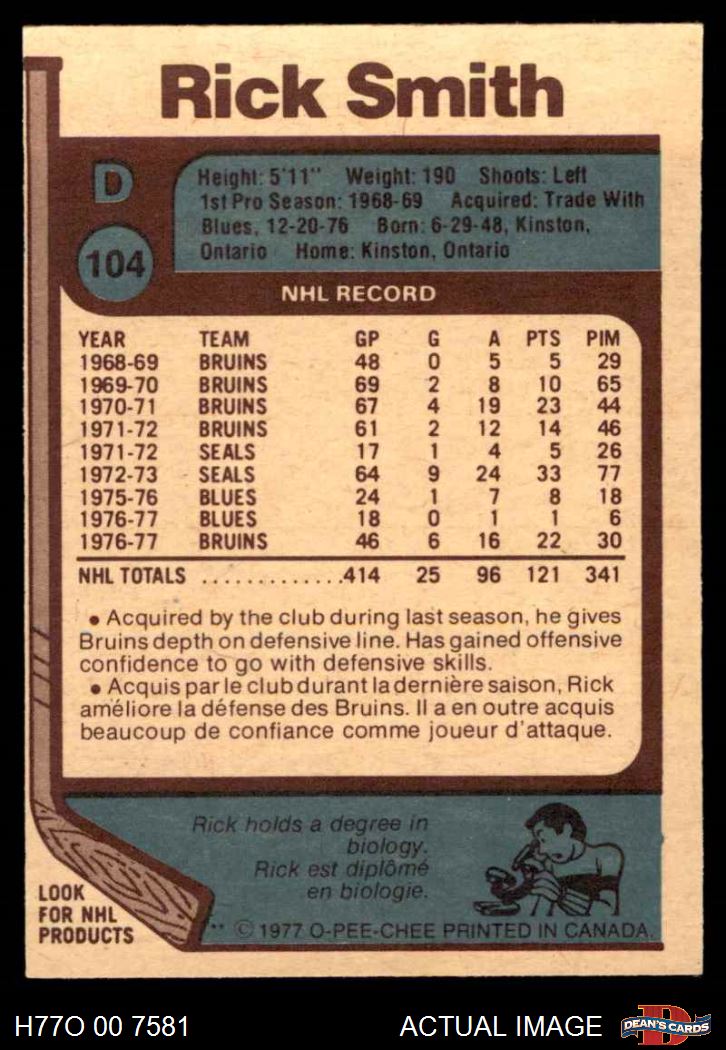 Rick Smith
D
104
Height: 5'11" Weight: 190 Shoots: Left
1st Pro Season: 1968-69 Acquired: Trade With
Blues, 12-20-76 Born: 6-29-48, Kinston,
Ontario Home: Kinston, Ontario
NHL RECORD
YEAR TEAM GP G A PTS PIM
1968-69 BRUINS 48 0 5 5 29
1969-70 BRUINS 69 2 8 10 65
1970-71 BRUINS 67 4 19 23 44
1971-72 BRUINS 61 2 12 14 46
1971-72 SEALS 17 1 4 5 26
1972-73 SEALS 64 9 24 33 77
1975-76 BLUES 24 1 7 8 18
1976-77 BLUES 18 0 1 1 6
1976-77 BRUINS 46 6 16 22 30
NHL TOTALS ..............414 25 96 121 341
• Acquired by the club during last season, he gives
Bruins depth on defensive line. Has gained offensive
confidence to go with defensive skills.
• Acquis par le club durant la dernière saison, Rick
améliore la défense des Bruins. Il a en outre acquis
beaucoup de confiance comme joueur d'attaque.
Rick holds a degree in
biology.
Rick est diplômé
en biologie.
LOOK
FOR NHL
PRODUCTS
** © 1977 O-PEE-CHEE PRINTED IN CANADA.
H77O 00 7581 ACTUAL IMAGE
D
DEAN'S CARDS